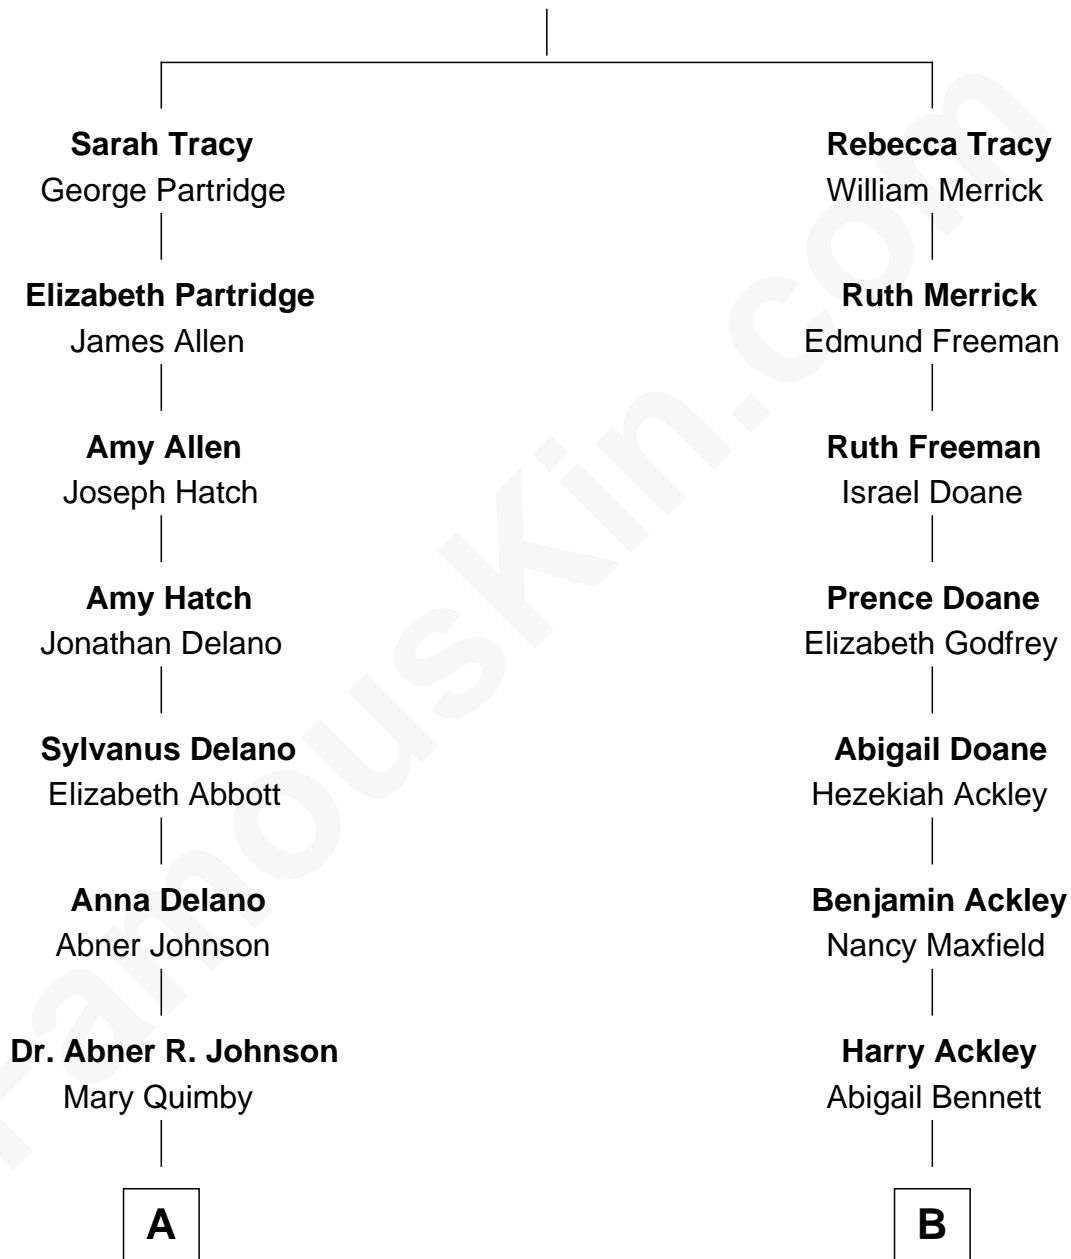 Sarah Tracy
George Partridge
Elizabeth Partridge
James Allen
Amy Allen
Joseph Hatch
Amy Hatch
Jonathan Delano
Sylvanus Delano
Elizabeth Abbott
Anna Delano
Abner Johnson
Dr. Abner R. Johnson
Mary Quimby
A
Rebecca Tracy
William Merrick
Ruth Merrick
Edmund Freeman
Ruth Freeman
Israel Doane
Prence Doane
Elizabeth Godfrey
Abigail Doane
Hezekiah Ackley
Benjamin Ackley
Nancy Maxfield
Harry Ackley
Abigail Bennett
B
FamousKin.com